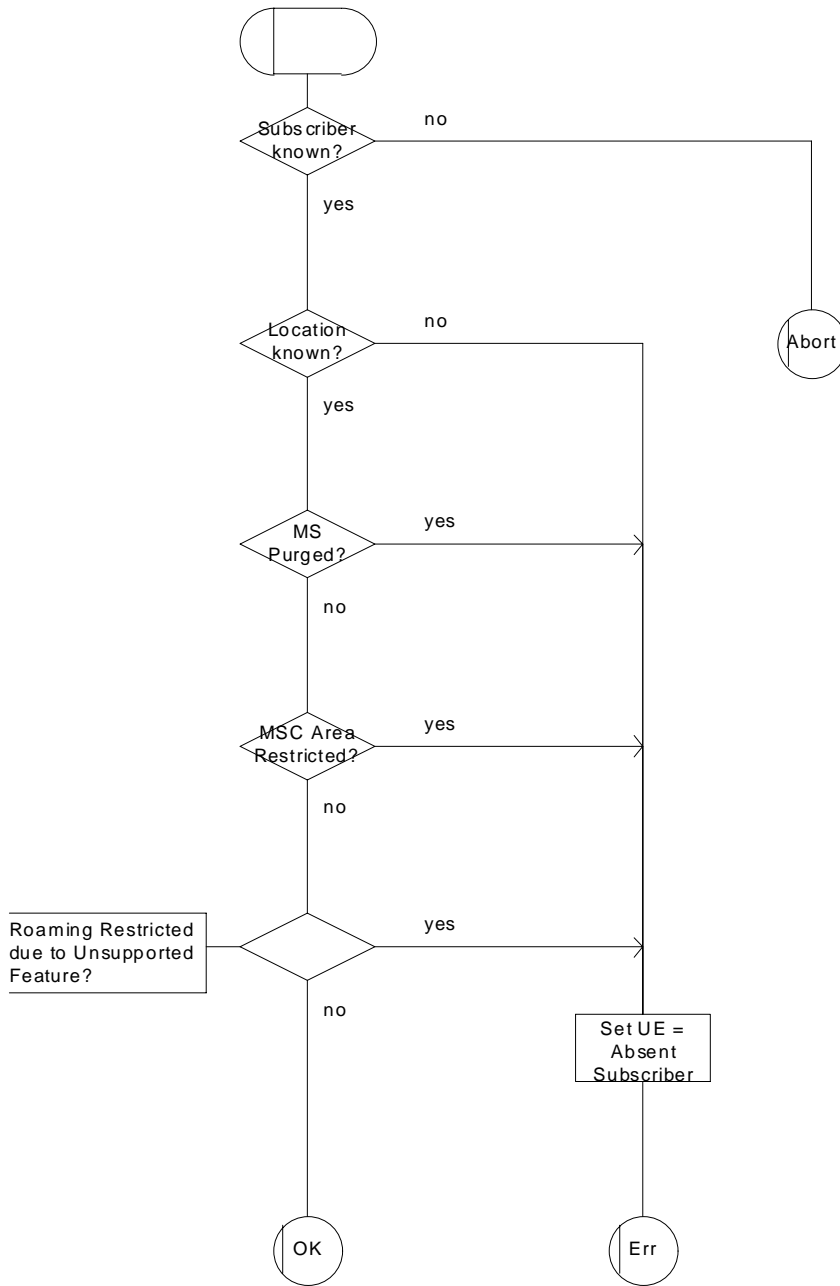 Subscriber
known?
no
yes
Location
known?
no
Abort
yes
MS
Purged?
yes
no
MSC Area
Restricted?
yes
no
Roaming Restricted
due to Unsupported
Feature?
yes
no
Set UE =
Absent
Subscriber
OK
Err